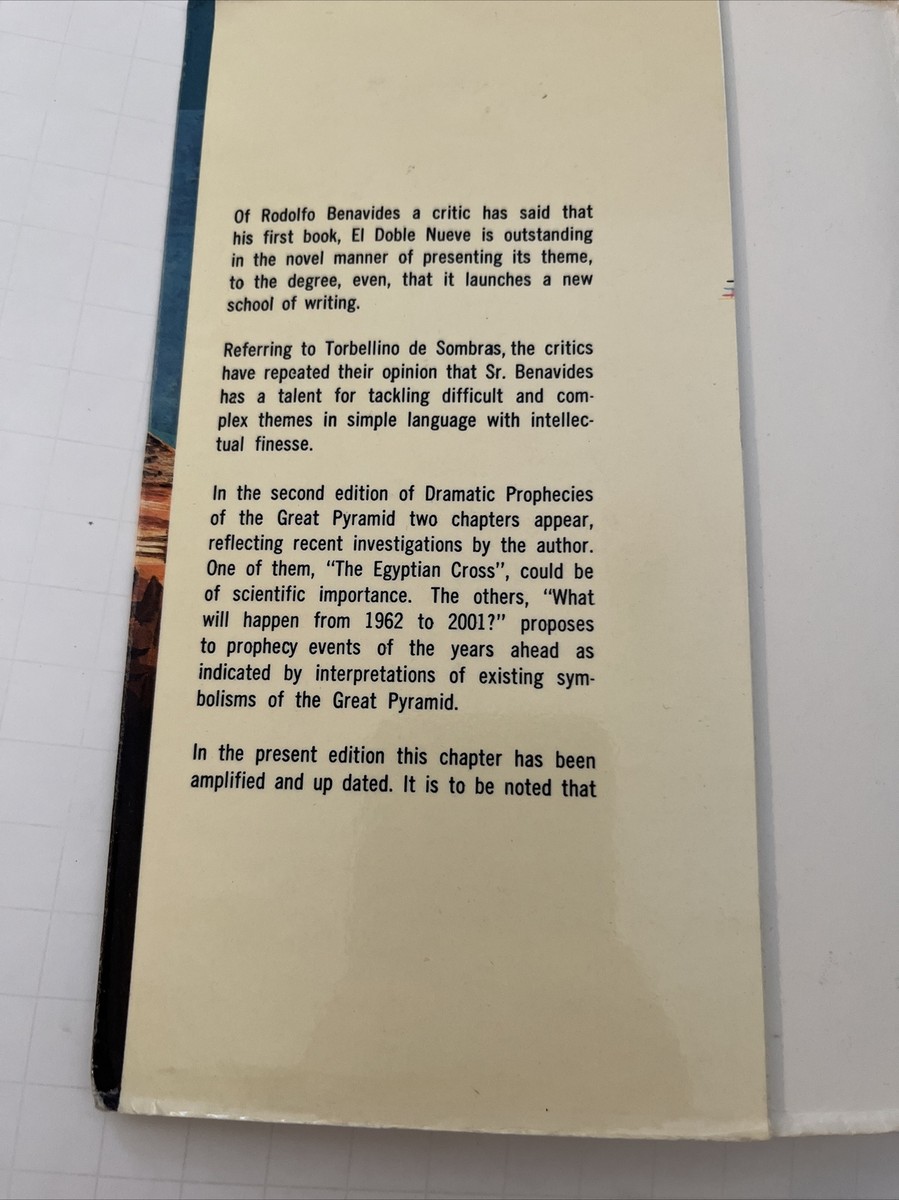 Of Rodolfo Benavides a critic has said that
his first book, El Doble Nueve is outstanding
in the novel manner of presenting its theme,
to the degree, even, that it launches a new
school of writing.
Referring to Torbellino de Sombras, the critics
have repeated their opinion that Sr. Benavides
has a talent for tackling difficult and com-
plex themes in simple language with intellec-
tual finesse.
In the second edition of Dramatic Prophecies
of the Great Pyramid two chapters appear,
reflecting recent investigations by the author.
One of them, “The Egyptian Cross”, could be
of scientific importance. The others, “What
will happen from 1962 to 2001?” proposes
to prophecy events of the years ahead as
indicated by interpretations of existing sym-
bolisms of the Great Pyramid.
In the present edition this chapter has been
amplified and up dated. It is to be noted that